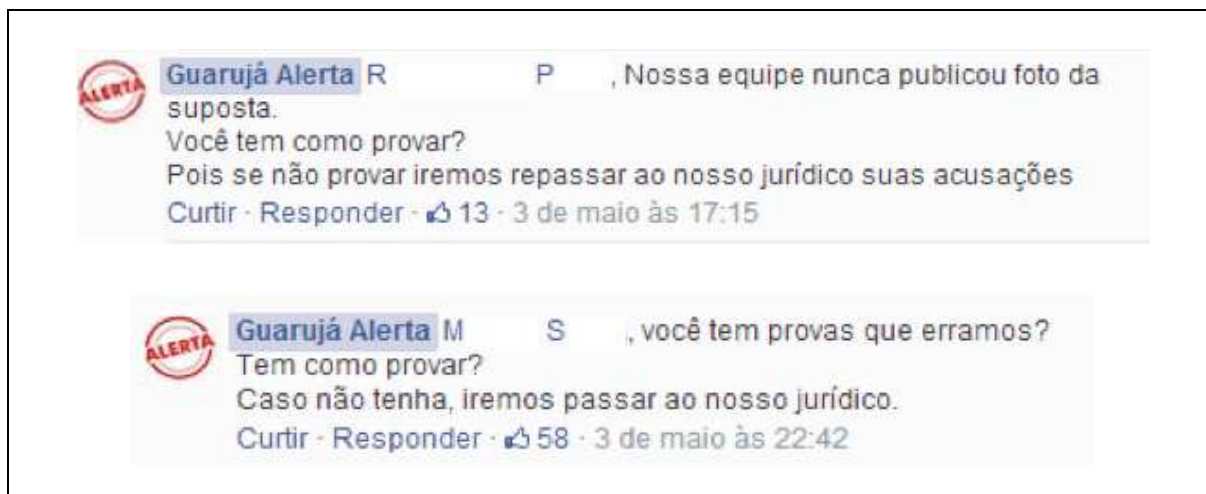 ALERTA
Guarujá Alerta R P , Nossa equipe nunca publicou foto da
suposta.
Você tem como provar?
Pois se não provar iremos repassar ao nosso jurídico suas acusações
Curtir · Responder · 13 · 3 de maio às 17:15
ALERTA
Guarujá Alerta M S , você tem provas que erramos?
Tem como provar?
Caso não tenha, iremos passar ao nosso jurídico.
Curtir · Responder · 58 · 3 de maio às 22:42